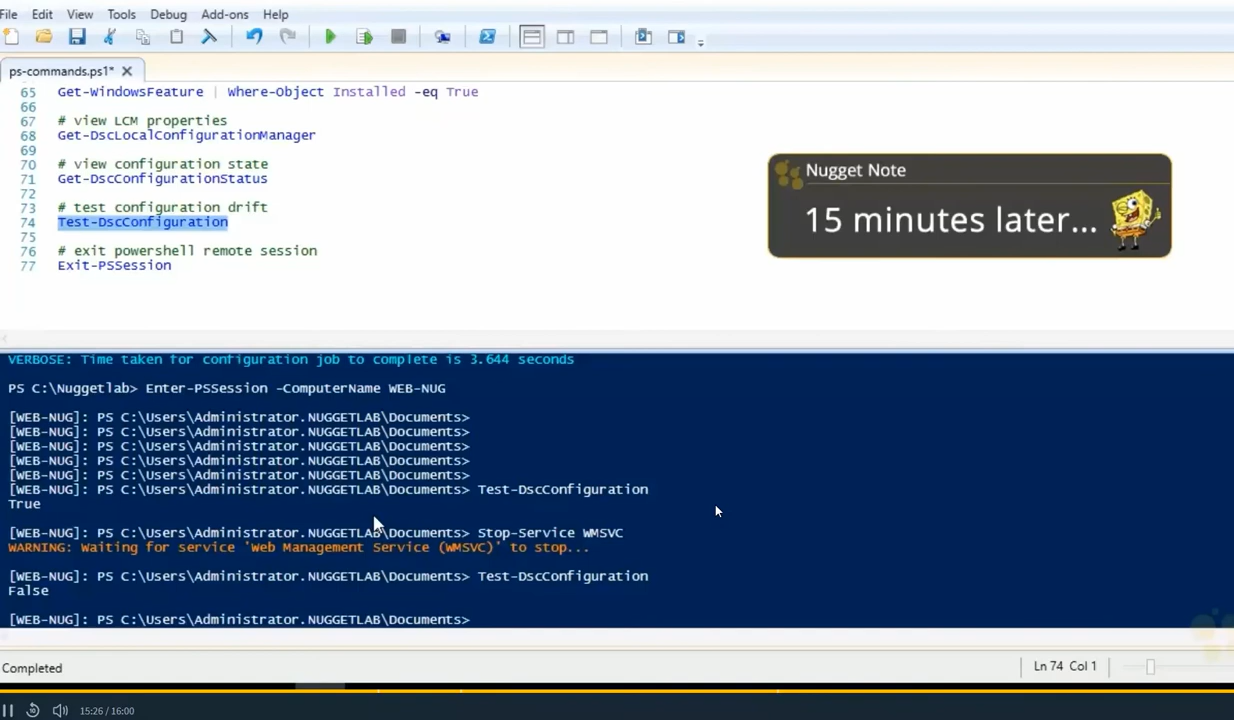 File Edit View Tools Debug Add-ons Help
ps-commands.ps1*
65 Get-WindowsFeature | Where-Object Installed -eq True
66
67 # view LCM properties
68 Get-DscLocalConfigurationManager
69
70 # view configuration state
71 Get-DscConfigurationStatus
72
73 # test configuration drift
74 Test-DscConfiguration
75
76 # exit powershell remote session
77 Exit-PSSession
Nugget Note
15 minutes later...
VERBOSE: Time taken for configuration job to complete is 3.644 seconds
PS C:\Nuggetlab> Enter-PSSession -ComputerName WEB-NUG
[WEB-NUG]: PS C:\Users\Administrator.NUGGETLAB\Documents>
[WEB-NUG]: PS C:\Users\Administrator.NUGGETLAB\Documents>
[WEB-NUG]: PS C:\Users\Administrator.NUGGETLAB\Documents>
[WEB-NUG]: PS C:\Users\Administrator.NUGGETLAB\Documents>
[WEB-NUG]: PS C:\Users\Administrator.NUGGETLAB\Documents>
[WEB-NUG]: PS C:\Users\Administrator.NUGGETLAB\Documents> Test-DscConfiguration
True
[WEB-NUG]: PS C:\Users\Administrator.NUGGETLAB\Documents> Stop-Service WMSVC
WARNING: Waiting for service 'Web Management Service (WMSVC)' to stop...
[WEB-NUG]: PS C:\Users\Administrator.NUGGETLAB\Documents> Test-DscConfiguration
False
[WEB-NUG]: PS C:\Users\Administrator.NUGGETLAB\Documents>
Completed
Ln 74 Col 1
10
15:26 / 16:00